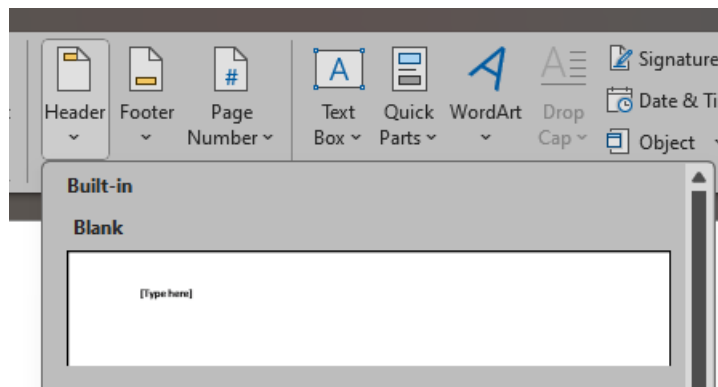 Header Footer Page Number
Text Box Quick Parts WordArt Drop Cap
Signature
Date & Ti
Object
Built-in
Blank
[Type here]